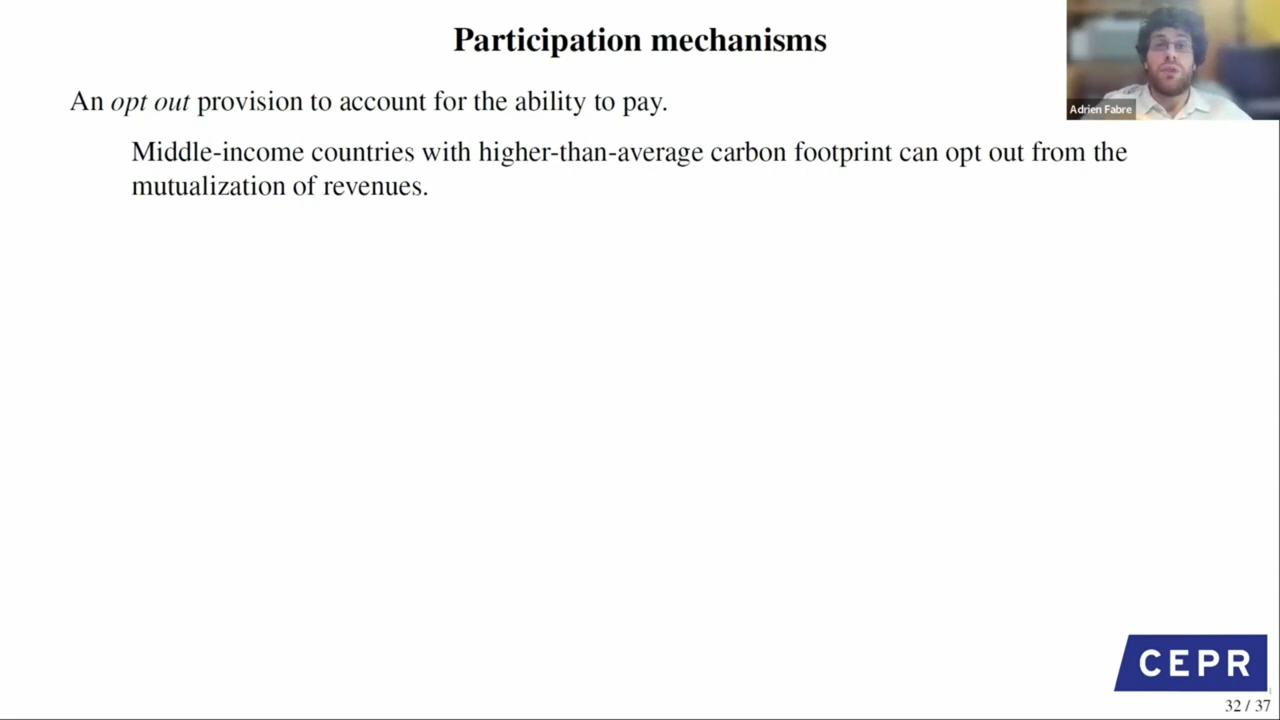 Participation mechanisms
Adrien Fabre
An opt out provision to account for the ability to pay.
Middle-income countries with higher-than-average carbon footprint can opt out from the
mutualization of revenues.
CEPR
32 / 37